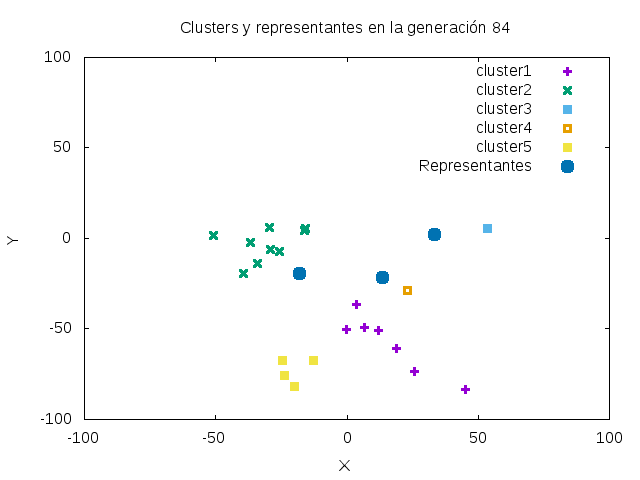 Clusters y representantes en la generación 84
100
50
0
-50
-100
-100
-50
0
50
100
Y
X
cluster1
cluster2
cluster3
cluster4
cluster5
Representantes